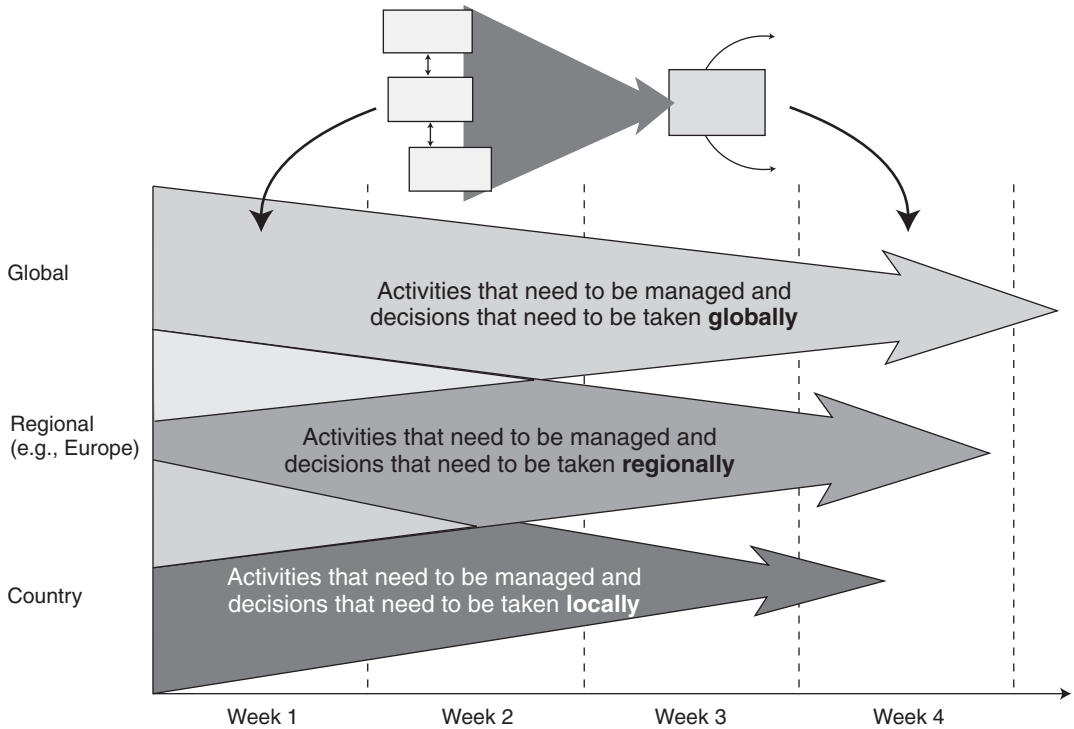 Global
Activities that need to be managed and
decisions that need to be taken globally
Regional
(e.g., Europe)
Activities that need to be managed and
decisions that need to be taken regionally
Country
Activities that need to be managed and
decisions that need to be taken locally
Week 1
Week 2
Week 3
Week 4